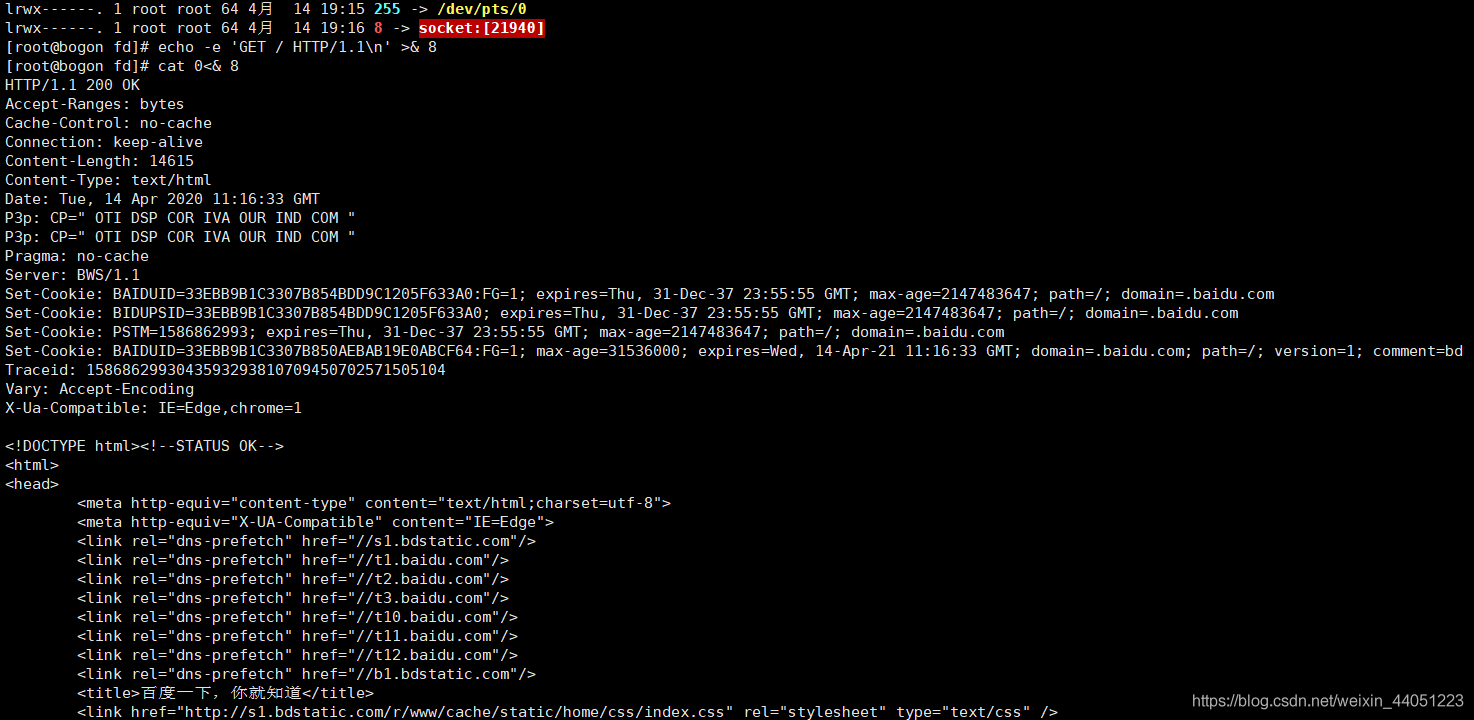 lrwx------. 1 root root 64 4月  14 19:15 255 -> /dev/pts/0
lrwx------. 1 root root 64 4月  14 19:16 8 -> socket:[21940]
[root@bogon fd]# echo -e 'GET / HTTP/1.1\n' >& 8
[root@bogon fd]# cat 0<& 8
HTTP/1.1 200 OK
Accept-Ranges: bytes
Cache-Control: no-cache
Connection: keep-alive
Content-Length: 14615
Content-Type: text/html
Date: Tue, 14 Apr 2020 11:16:33 GMT
P3p: CP=" OTI DSP COR IVA OUR IND COM "
P3p: CP=" OTI DSP COR IVA OUR IND COM "
Pragma: no-cache
Server: BWS/1.1
Set-Cookie: BAIDUID=33EBB9B1C3307B854BDD9C1205F633A0:FG=1; expires=Thu, 31-Dec-37 23:55:55 GMT; max-age=2147483647; path=/; domain=.baidu.com
Set-Cookie: BIDUPSID=33EBB9B1C3307B854BDD9C1205F633A0; expires=Thu, 31-Dec-37 23:55:55 GMT; max-age=2147483647; path=/; domain=.baidu.com
Set-Cookie: PSTM=1586862993; expires=Thu, 31-Dec-37 23:55:55 GMT; max-age=2147483647; path=/; domain=.baidu.com
Set-Cookie: BAIDUID=33EBB9B1C3307B850AEBAB19E0ABCF64:FG=1; max-age=31536000; expires=Wed, 14-Apr-21 11:16:33 GMT; domain=.baidu.com; path=/; version=1; comment=bd
Traceid: 1586862993043593293810709450702571505104
Vary: Accept-Encoding
X-Ua-Compatible: IE=Edge,chrome=1
<!DOCTYPE html><!--STATUS OK-->
<html>
<head>
        <meta http-equiv="content-type" content="text/html;charset=utf-8">
        <meta http-equiv="X-UA-Compatible" content="IE=Edge">
        <link rel="dns-prefetch" href="//s1.bdstatic.com"/>
        <link rel="dns-prefetch" href="//t1.baidu.com"/>
        <link rel="dns-prefetch" href="//t2.baidu.com"/>
        <link rel="dns-prefetch" href="//t3.baidu.com"/>
        <link rel="dns-prefetch" href="//t10.baidu.com"/>
        <link rel="dns-prefetch" href="//t11.baidu.com"/>
        <link rel="dns-prefetch" href="//t12.baidu.com"/>
        <link rel="dns-prefetch" href="//b1.bdstatic.com"/>
        <title>百度一下，你就知道</title>
        <link href="http://s1.bdstatic.com/r/www/cache/static/home/css/index.css" rel="stylesheet" type="text/css" />
https://blog.csdn.net/weixin_44051223